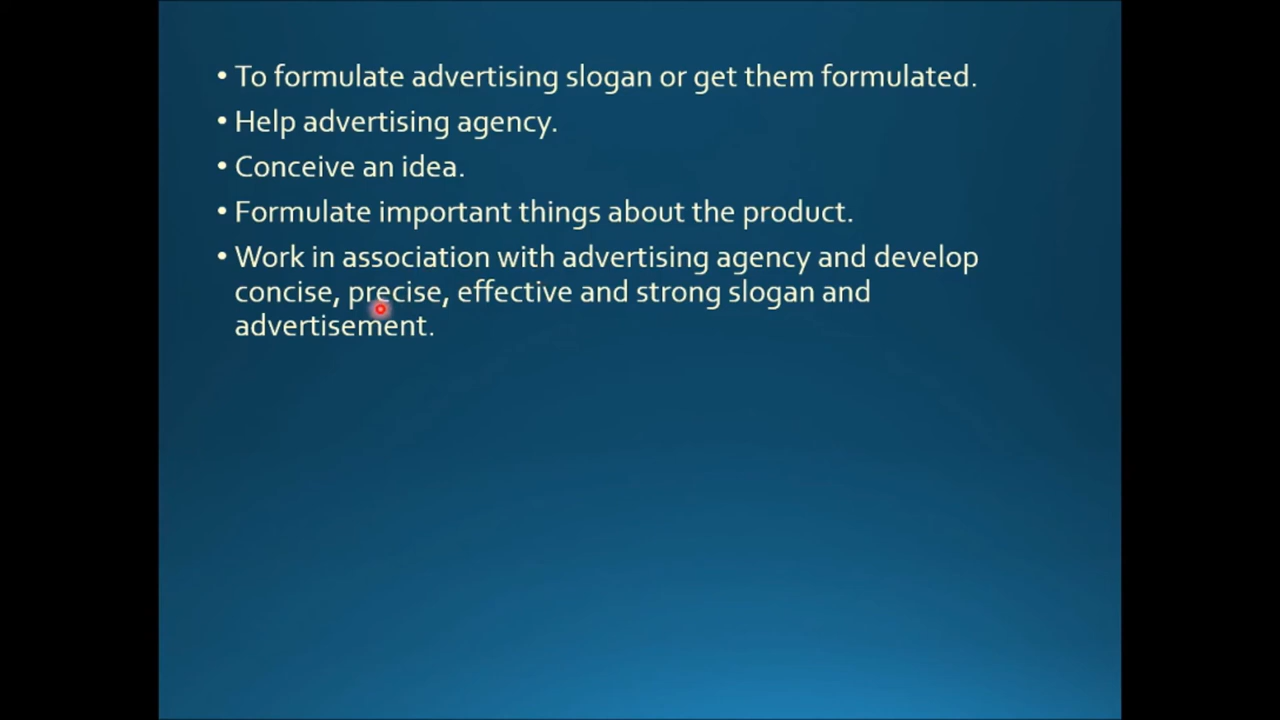 • To formulate advertising slogan or get them formulated.
• Help advertising agency.
• Conceive an idea.
• Formulate important things about the product.
• Work in association with advertising agency and develop
concise, precise, effective and strong slogan and
advertisement.